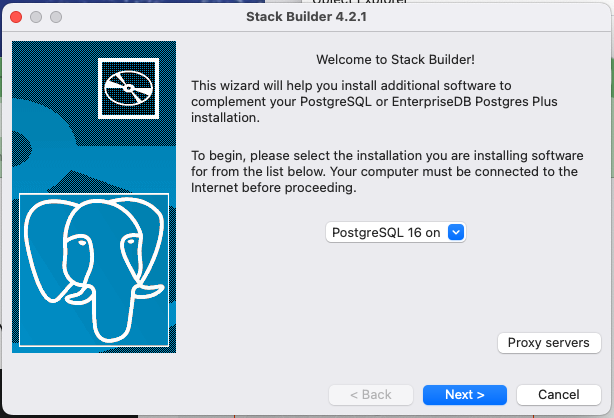 Object Explorer
Stack Builder 4.2.1
Welcome to Stack Builder!
This wizard will help you install additional software to
complement your PostgreSQL or EnterpriseDB Postgres Plus
installation.
To begin, please select the installation you are installing software
for from the list below. Your computer must be connected to the
Internet before proceeding.
PostgreSQL 16 on
Proxy servers
< Back
Next >
Cancel